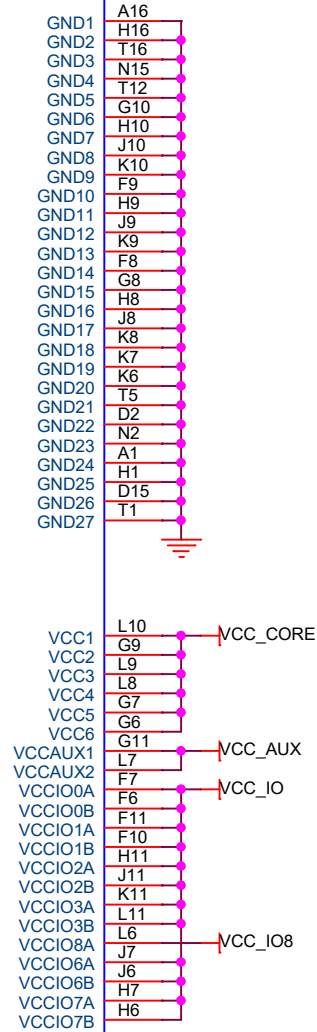 GND1 A16
GND2 H16
GND3 T16
GND4 N15
GND5 T12
GND6 G10
GND7 H10
GND8 J10
GND9 K10
GND10 F9
GND11 H9
GND12 J9
GND13 K9
GND14 F8
GND15 G8
GND16 H8
GND17 J8
GND18 K8
GND19 K7
GND20 K6
GND21 T5
GND22 D2
GND23 N2
GND24 A1
GND25 H1
GND26 D15
GND27 T1
VCC1 L10 VCC_CORE
VCC2 G9
VCC3 L9
VCC4 L8
VCC5 G7
VCC6 G6
VCCAUX1 G11 VCC_AUX
VCCAUX2 L7
VCCIO0A F7 VCC_IO
VCCIO0B F6
VCCIO1A F11
VCCIO1B F10
VCCIO2A H11
VCCIO2B J11
VCCIO3A K11
VCCIO3B L11
VCCIO8A L6 VCC_IO8
VCCIO6A J7
VCCIO6B J6
VCCIO7A H7
VCCIO7B H6